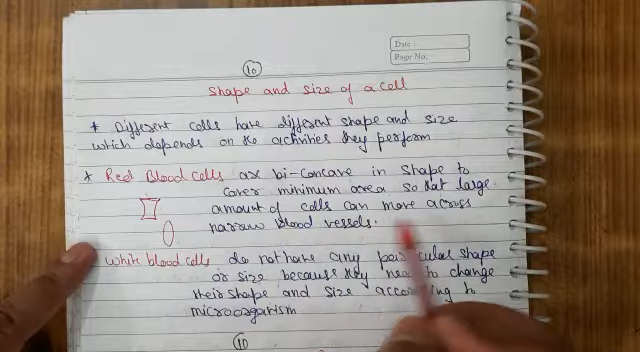 10
Date :
Page No.
Shape and size of a cell
* Different cells have different shape and size
which depends on the activities they perform
* Red Blood cells are bi-concave in shape to
cover minimum area so that large
amount of cells can move across
narrow blood vessels.
White blood cells do not have any particular shape
or size because they need to change
their shape and size according to
microorganism
10